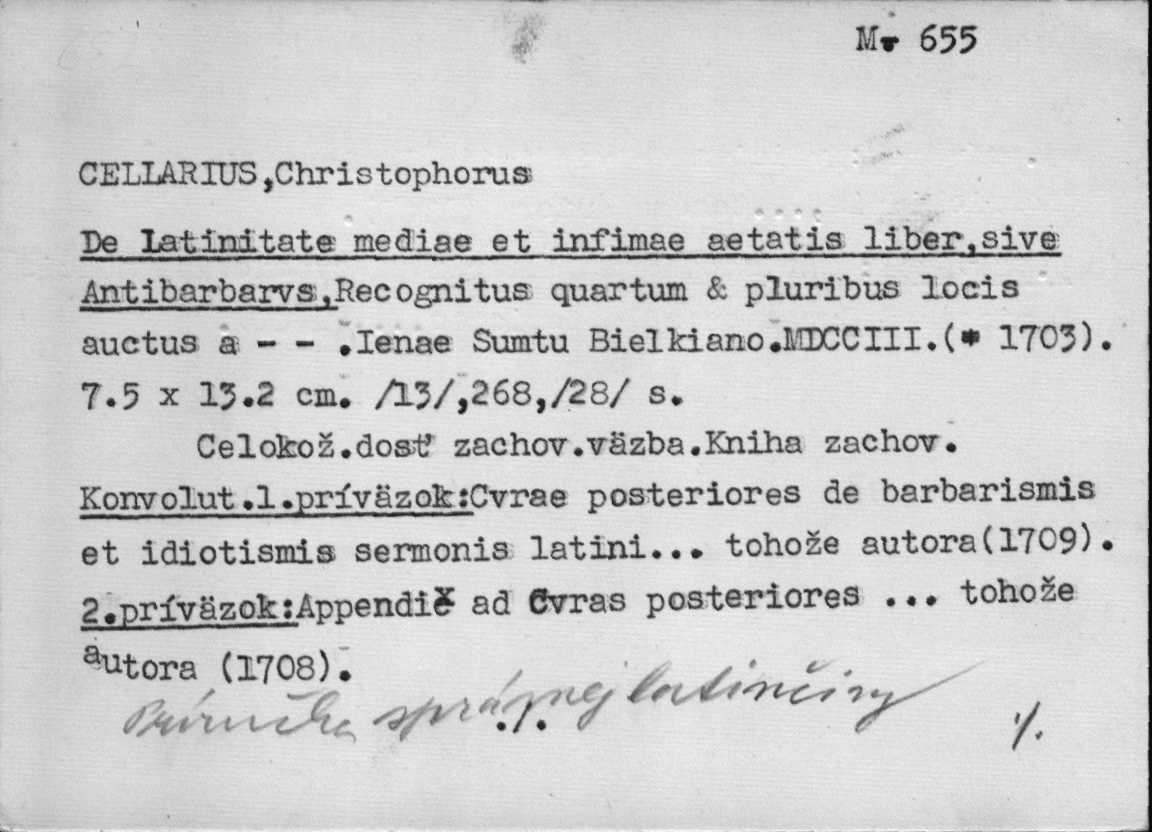 Mr 655
CELLARIUS,Christophorus
De Latinitate mediae et infimae aetatis liber,sive
Antibarbarvs,Recognitus quartum & pluribus locis
auctus a - - .Ienae Sumtu Bielkiano.MDCCIII.(* 1703).
7.5 x 13.2 cm. /13/,268,/28/ s.
Celokož.dosť zachov.väzba.Kniha zachov.
Konvolut.1.príväzok:Cvrae posteriores de barbarismis
et idiotismis sermonis latini... tohože autora(1709).
2.príväzok:Appendix ad Cvras posteriores ... tohože
autora (1708).
Príručka správnej latinčiny
./.
./.